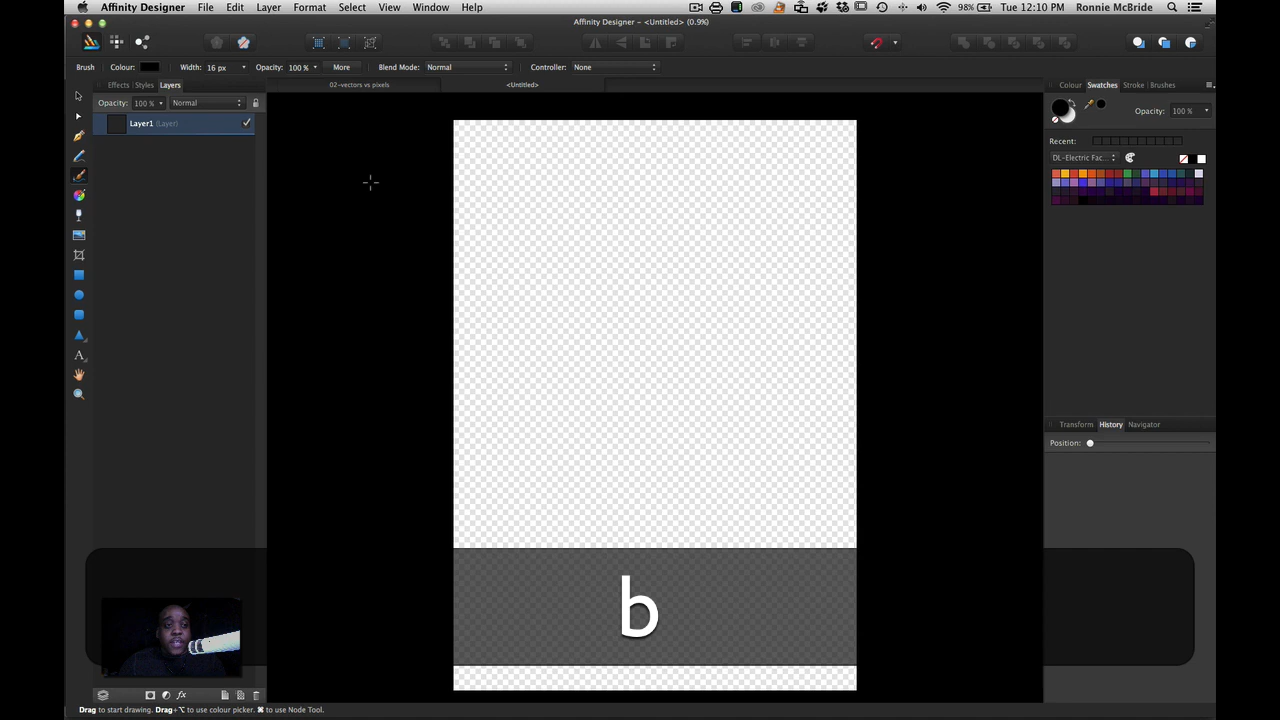 Affinity Designer File Edit Layer Format Select View Window Help 98% Tue 12:10 PM Ronnie McBride
Affinity Designer - <Untitled> (0.9%)
Brush Colour: Width: 16 px Opacity: 100 % More Blend Mode: Normal Controller: None
Effects Styles Layers 02-vectors vs pixels <Untitled> Colour Swatches Stroke Brushes
Opacity: 100 % Normal
Opacity: 100 %
Layer1 (Layer)
Recent:
DL-Electric Fac...
A
Transform History Navigator
Position:
b
fx
Drag to start drawing. Drag+⌥ to use colour picker. ⌘ to use Node Tool.